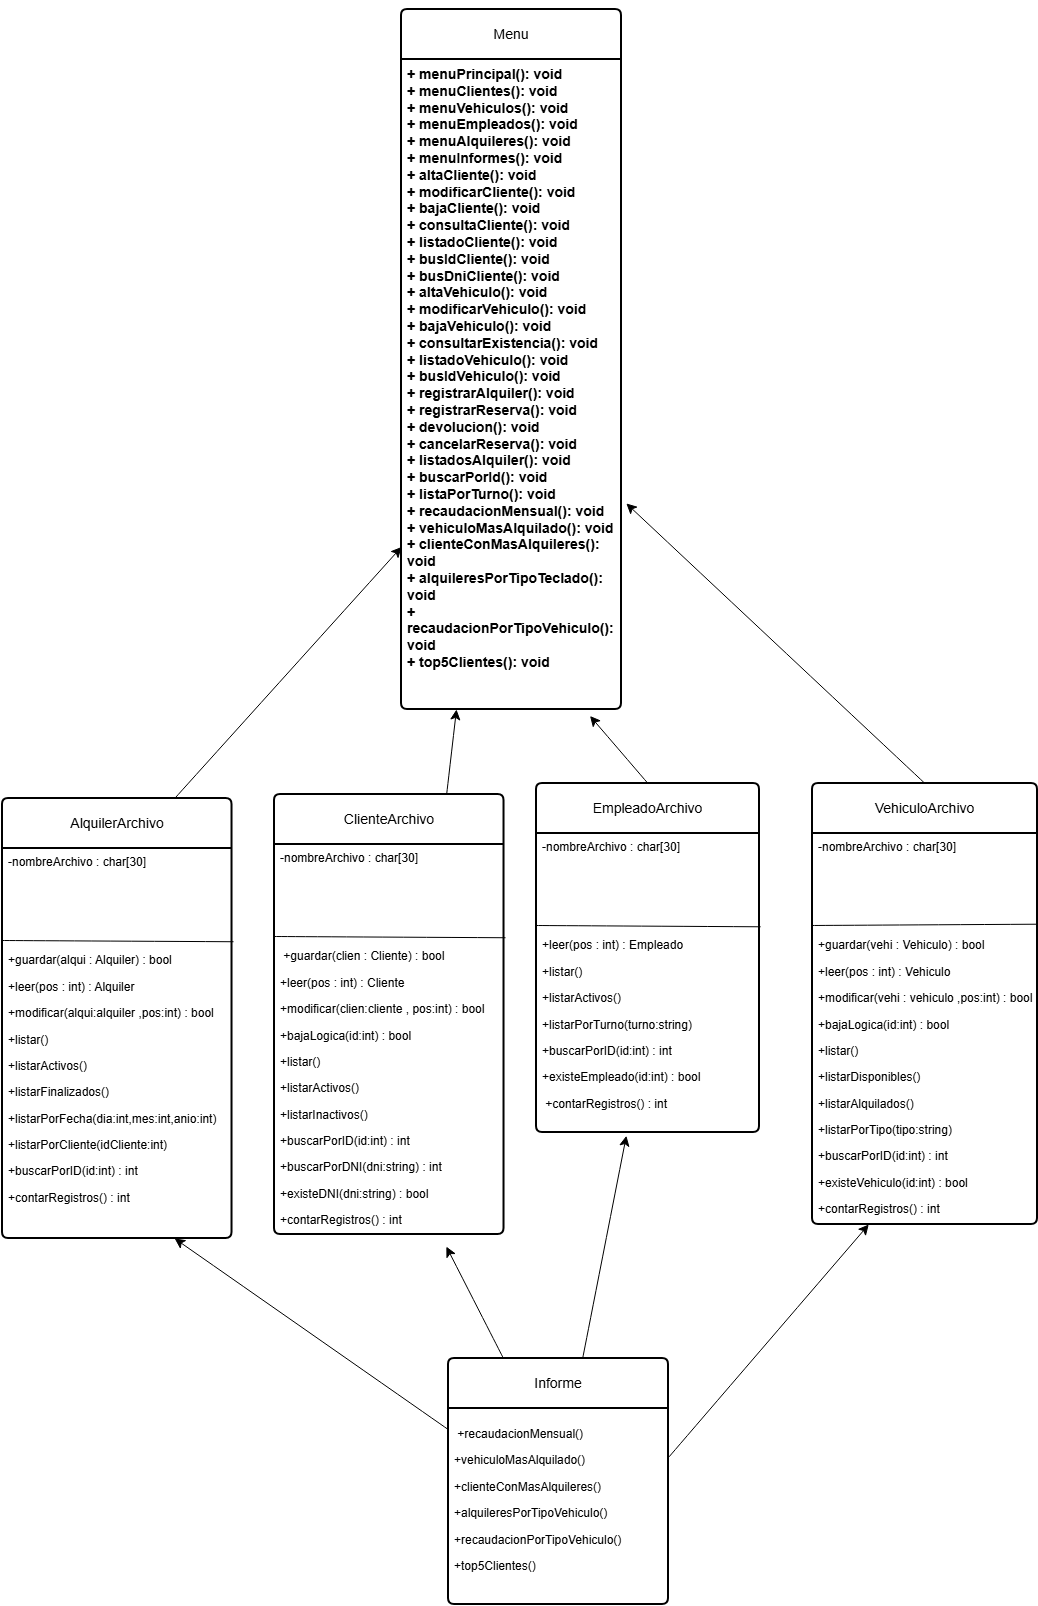 Menu
+ menuPrincipal(): void
+ menuClientes(): void
+ menuVehiculos(): void
+ menuEmpleados(): void
+ menuAlquileres(): void
+ menuInformes(): void
+ altaCliente(): void
+ modificarCliente(): void
+ bajaCliente(): void
+ consultaCliente(): void
+ listadoCliente(): void
+ busIdCliente(): void
+ busDniCliente(): void
+ altaVehiculo(): void
+ modificarVehiculo(): void
+ bajaVehiculo(): void
+ consultarExistencia(): void
+ listadoVehiculo(): void
+ busIdVehiculo(): void
+ registrarAlquiler(): void
+ registrarReserva(): void
+ devolucion(): void
+ cancelarReserva(): void
+ listadosAlquiler(): void
+ buscarPorId(): void
+ listaPorTurno(): void
+ recaudacionMensual(): void
+ vehiculoMasAlquilado(): void
+ clienteConMasAlquileres():
void
+ alquileresPorTipoTeclado():
void
+
recaudacionPorTipoVehiculo():
void
+ top5Clientes(): void
AlquilerArchivo
-nombreArchivo : char[30]
+guardar(alqui : Alquiler) : bool
+leer(pos : int) : Alquiler
+modificar(alqui:alquiler ,pos:int) : bool
+listar()
+listarActivos()
+listarFinalizados()
+listarPorFecha(dia:int,mes:int,anio:int)
+listarPorCliente(idCliente:int)
+buscarPorID(id:int) : int
+contarRegistros() : int
ClienteArchivo
-nombreArchivo : char[30]
+guardar(clien : Cliente) : bool
+leer(pos : int) : Cliente
+modificar(clien:cliente , pos:int) : bool
+bajaLogica(id:int) : bool
+listar()
+listarActivos()
+listarInactivos()
+buscarPorID(id:int) : int
+buscarPorDNI(dni:string) : int
+existeDNI(dni:string) : bool
+contarRegistros() : int
EmpleadoArchivo
-nombreArchivo : char[30]
+leer(pos : int) : Empleado
+listar()
+listarActivos()
+listarPorTurno(turno:string)
+buscarPorID(id:int) : int
+existeEmpleado(id:int) : bool
+contarRegistros() : int
VehiculoArchivo
-nombreArchivo : char[30]
+guardar(vehi : Vehiculo) : bool
+leer(pos : int) : Vehiculo
+modificar(vehi : vehiculo ,pos:int) : bool
+bajaLogica(id:int) : bool
+listar()
+listarDisponibles()
+listarAlquilados()
+listarPorTipo(tipo:string)
+buscarPorID(id:int) : int
+existeVehiculo(id:int) : bool
+contarRegistros() : int
Informe
+recaudacionMensual()
+vehiculoMasAlquilado()
+clienteConMasAlquileres()
+alquileresPorTipoVehiculo()
+recaudacionPorTipoVehiculo()
+top5Clientes()